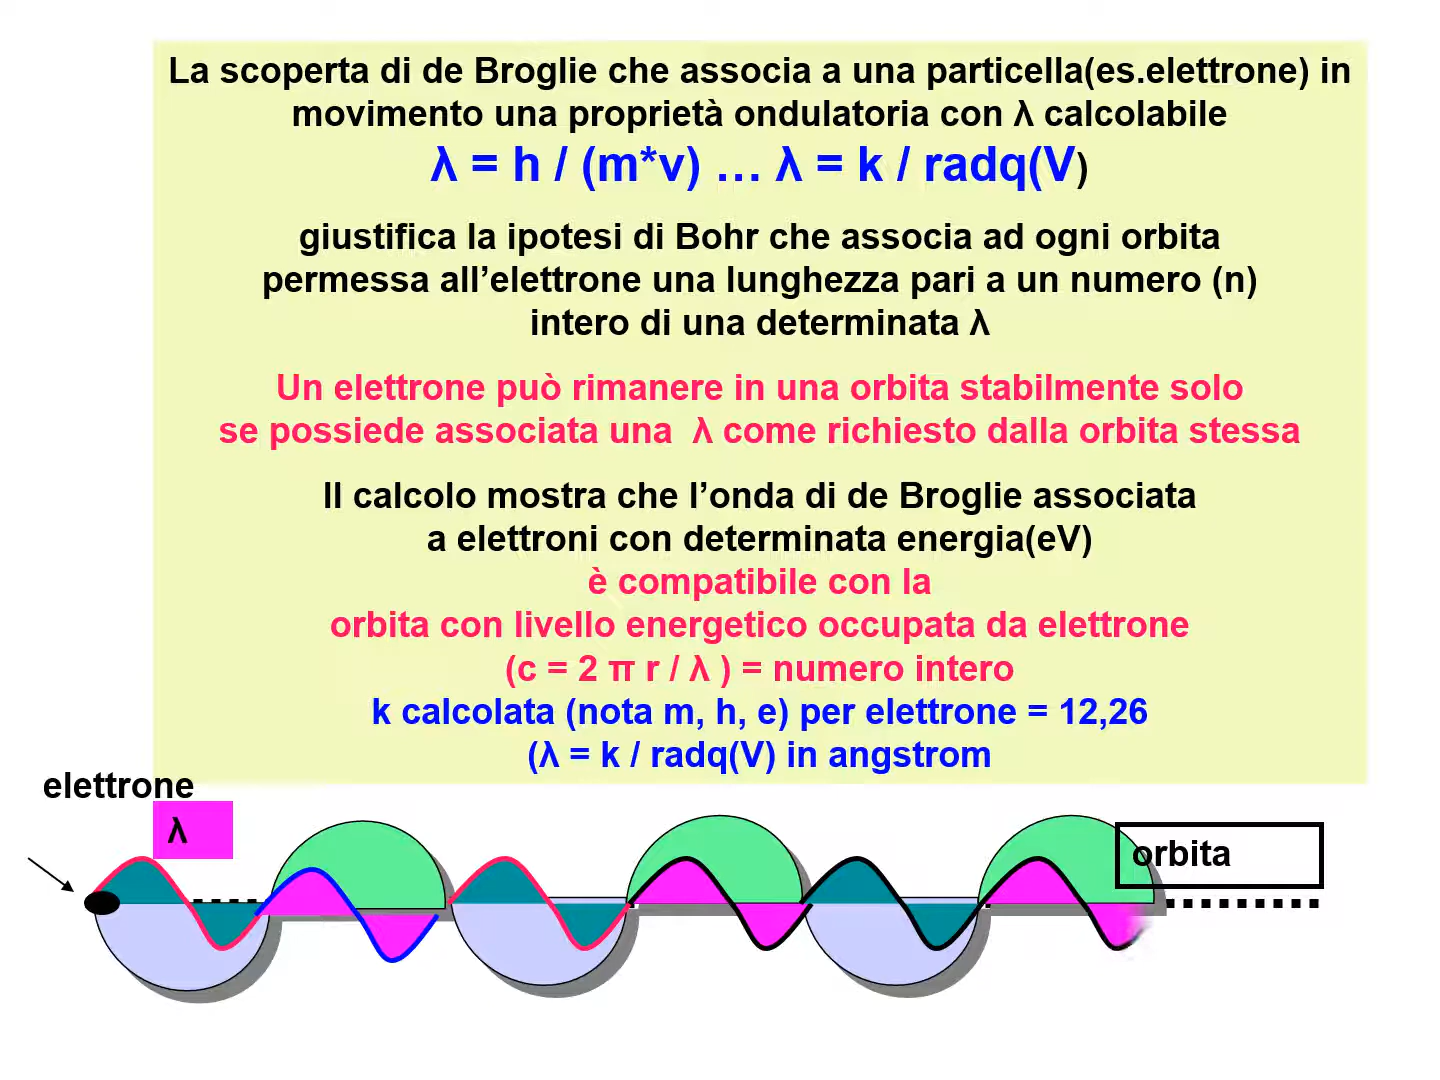 La scoperta di de Broglie che associa a una particella(es.elettrone) in
movimento una proprietà ondulatoria con λ calcolabile
λ = h / (m*v) … λ = k / radq(V)
giustifica la ipotesi di Bohr che associa ad ogni orbita
permessa all’elettrone una lunghezza pari a un numero (n)
intero di una determinata λ
Un elettrone può rimanere in una orbita stabilmente solo
se possiede associata una λ come richiesto dalla orbita stessa
Il calcolo mostra che l’onda di de Broglie associata
a elettroni con determinata energia(eV)
è compatibile con la
orbita con livello energetico occupata da elettrone
(c = 2 π r / λ ) = numero intero
k calcolata (nota m, h, e) per elettrone = 12,26
(λ = k / radq(V) in angstrom
elettrone
λ
orbita